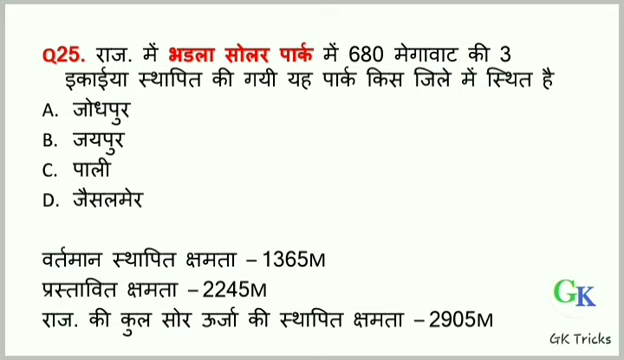 Q25. राज. में भडला सोलर पार्क में 680 मेगावाट की 3
इकाईया स्थापित की गयी यह पार्क किस जिले में स्थित है
A. जोधपुर
B. जयपुर
C. पाली
D. जैसलमेर
वर्तमान स्थापित क्षमता – 1365M
प्रस्तावित क्षमता – 2245M
राज. की कुल सोर ऊर्जा की स्थापित क्षमता – 2905M
GK
GK Tricks